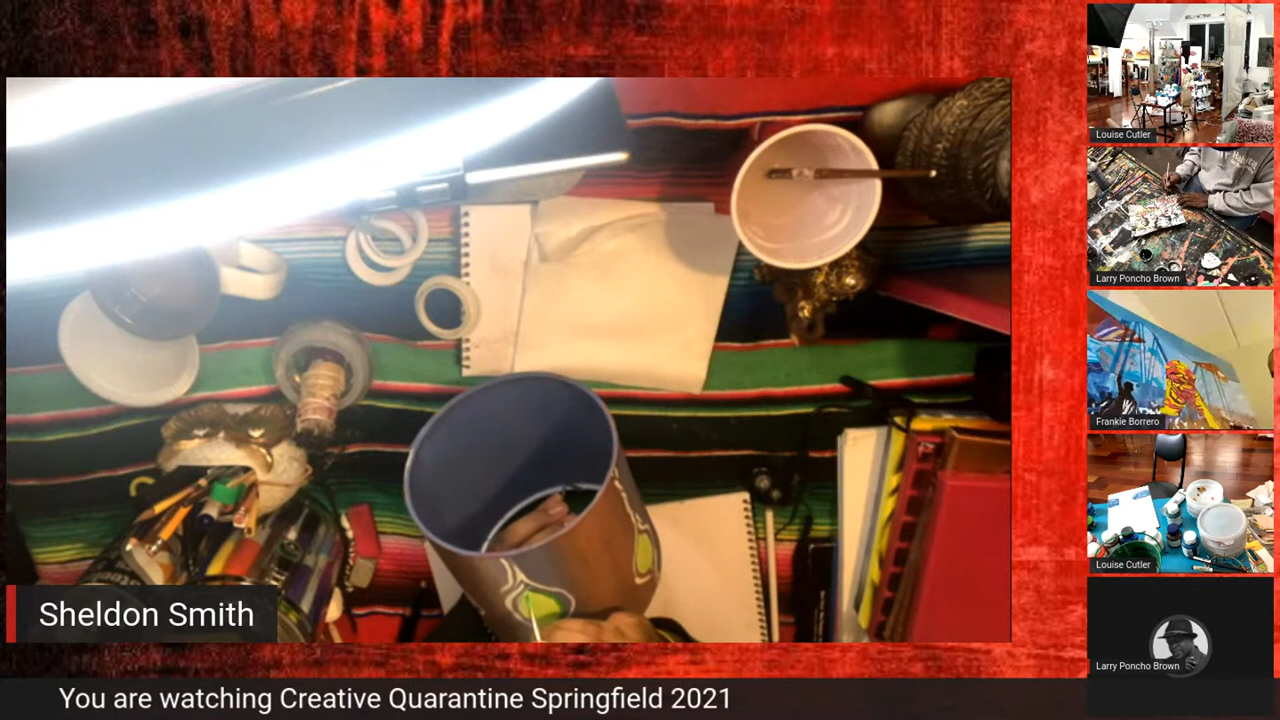 Louise Cutler
Larry Poncho Brown
Frankie Borrero
Louise Cutler
Larry Poncho Brown
Sheldon Smith
You are watching Creative Quarantine Springfield 2021